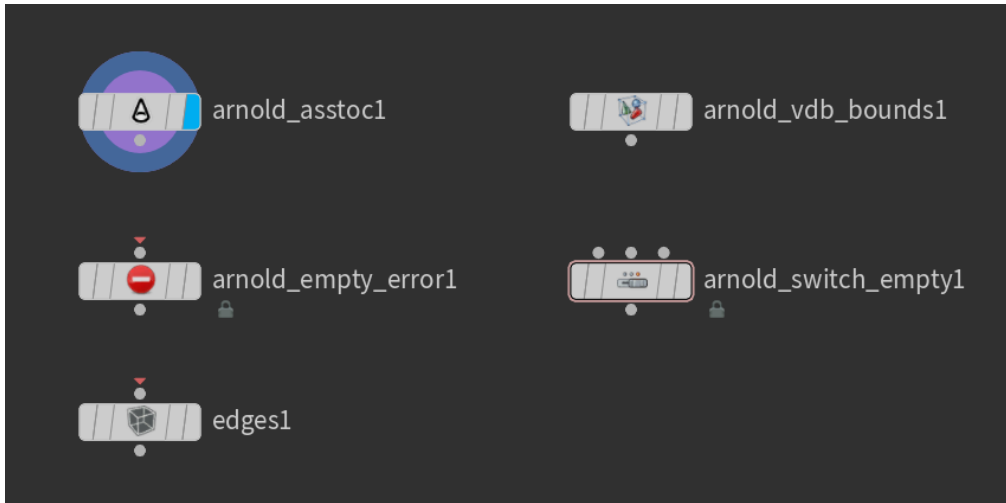 arnold_asstoc1
arnold_vdb_bounds1
arnold_empty_error1
arnold_switch_empty1
edges1